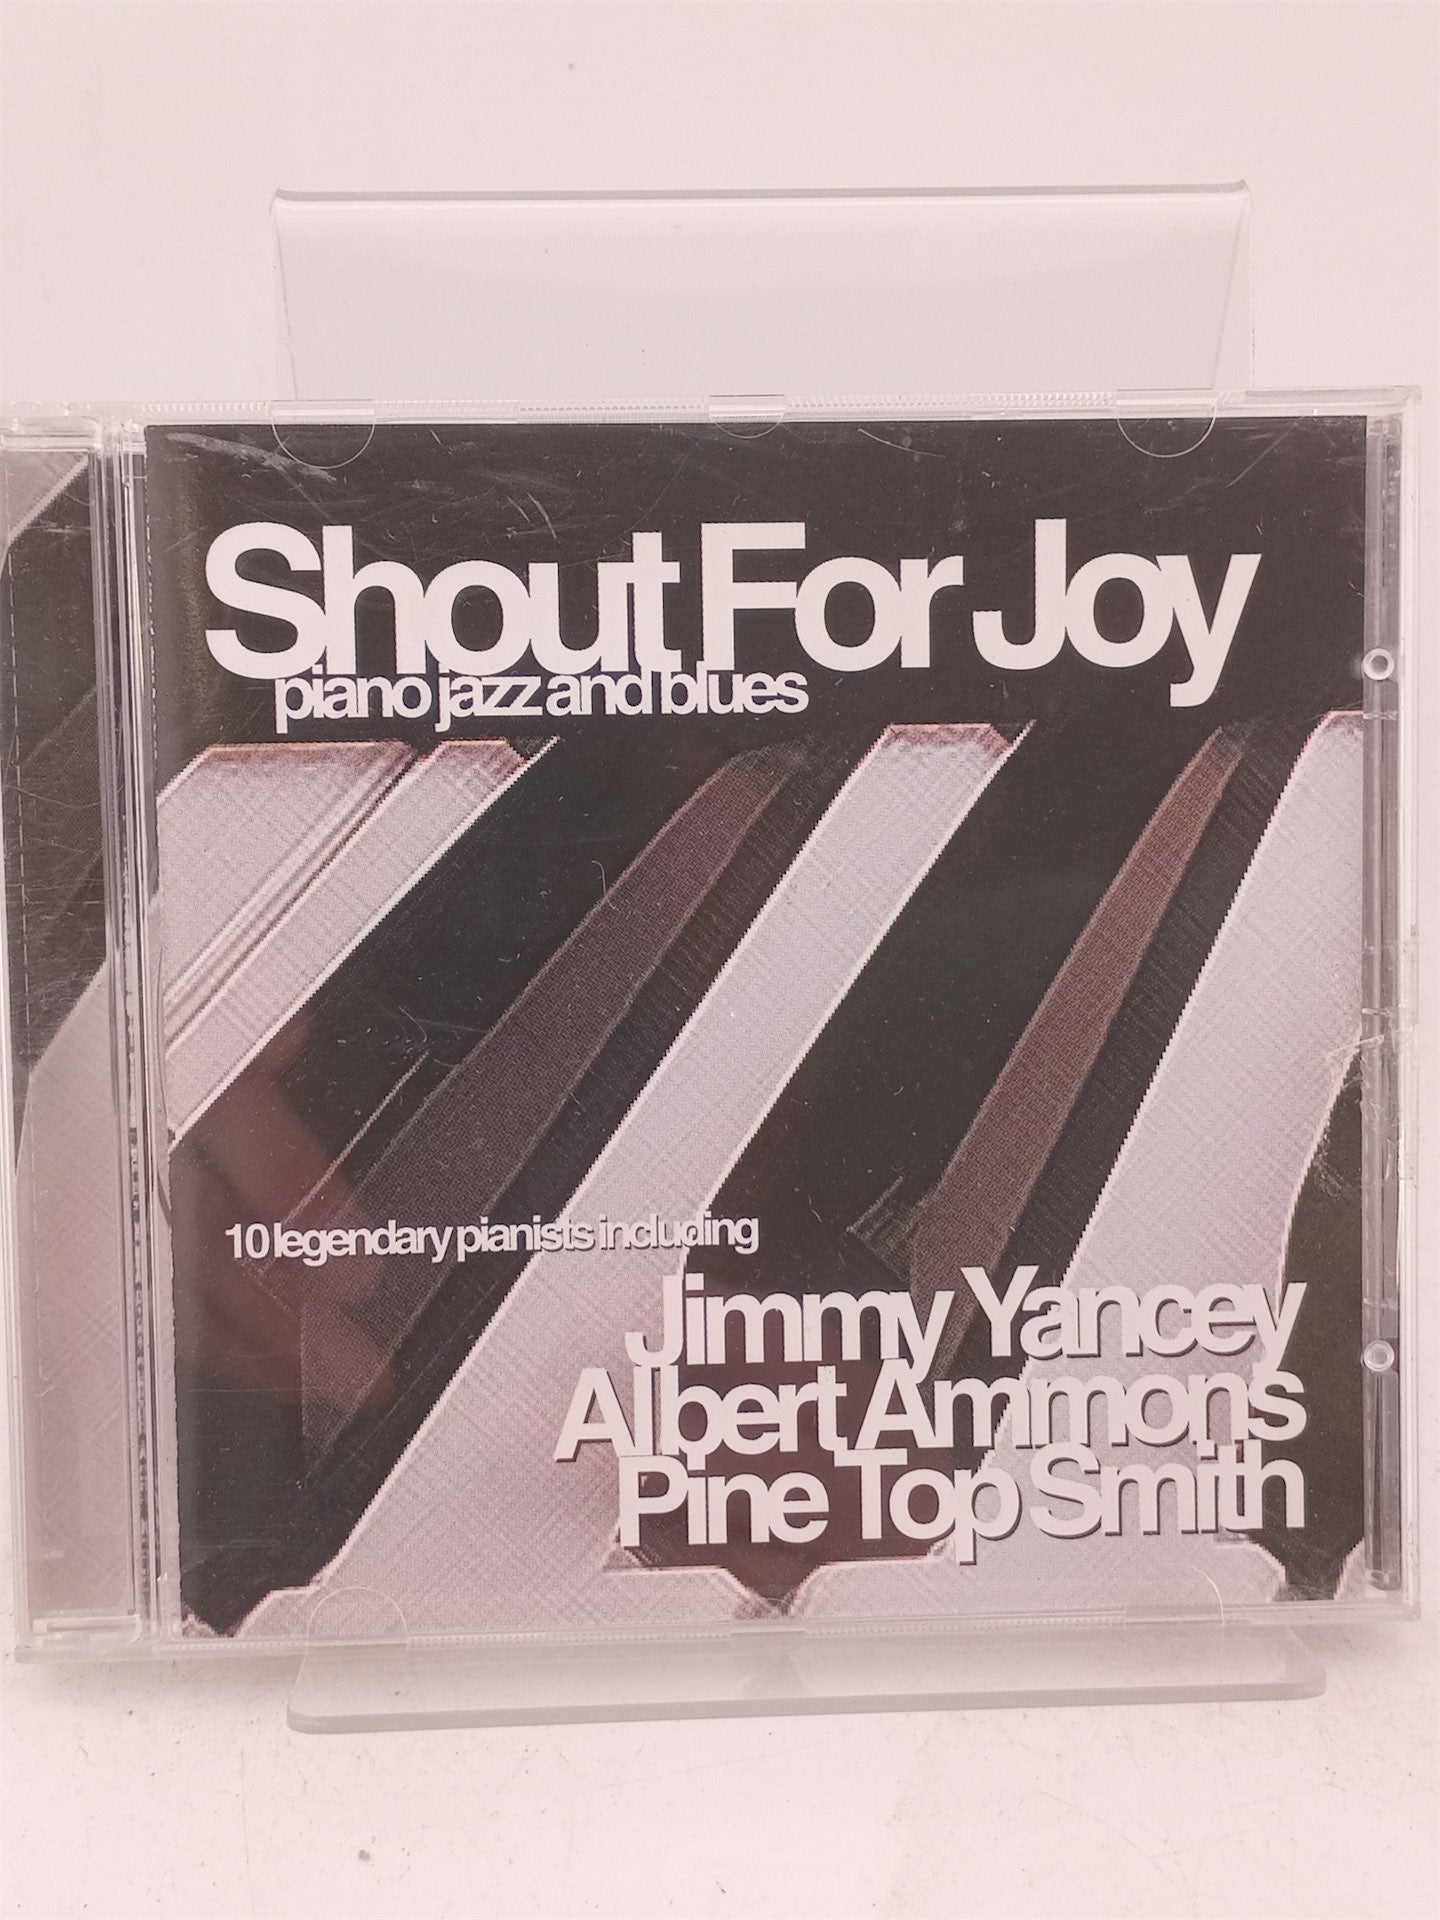 Shout For Joy
piano jazz and blues
10 legendary pianists including
Jimmy Yancey
Albert Ammons
Pine Top Smith